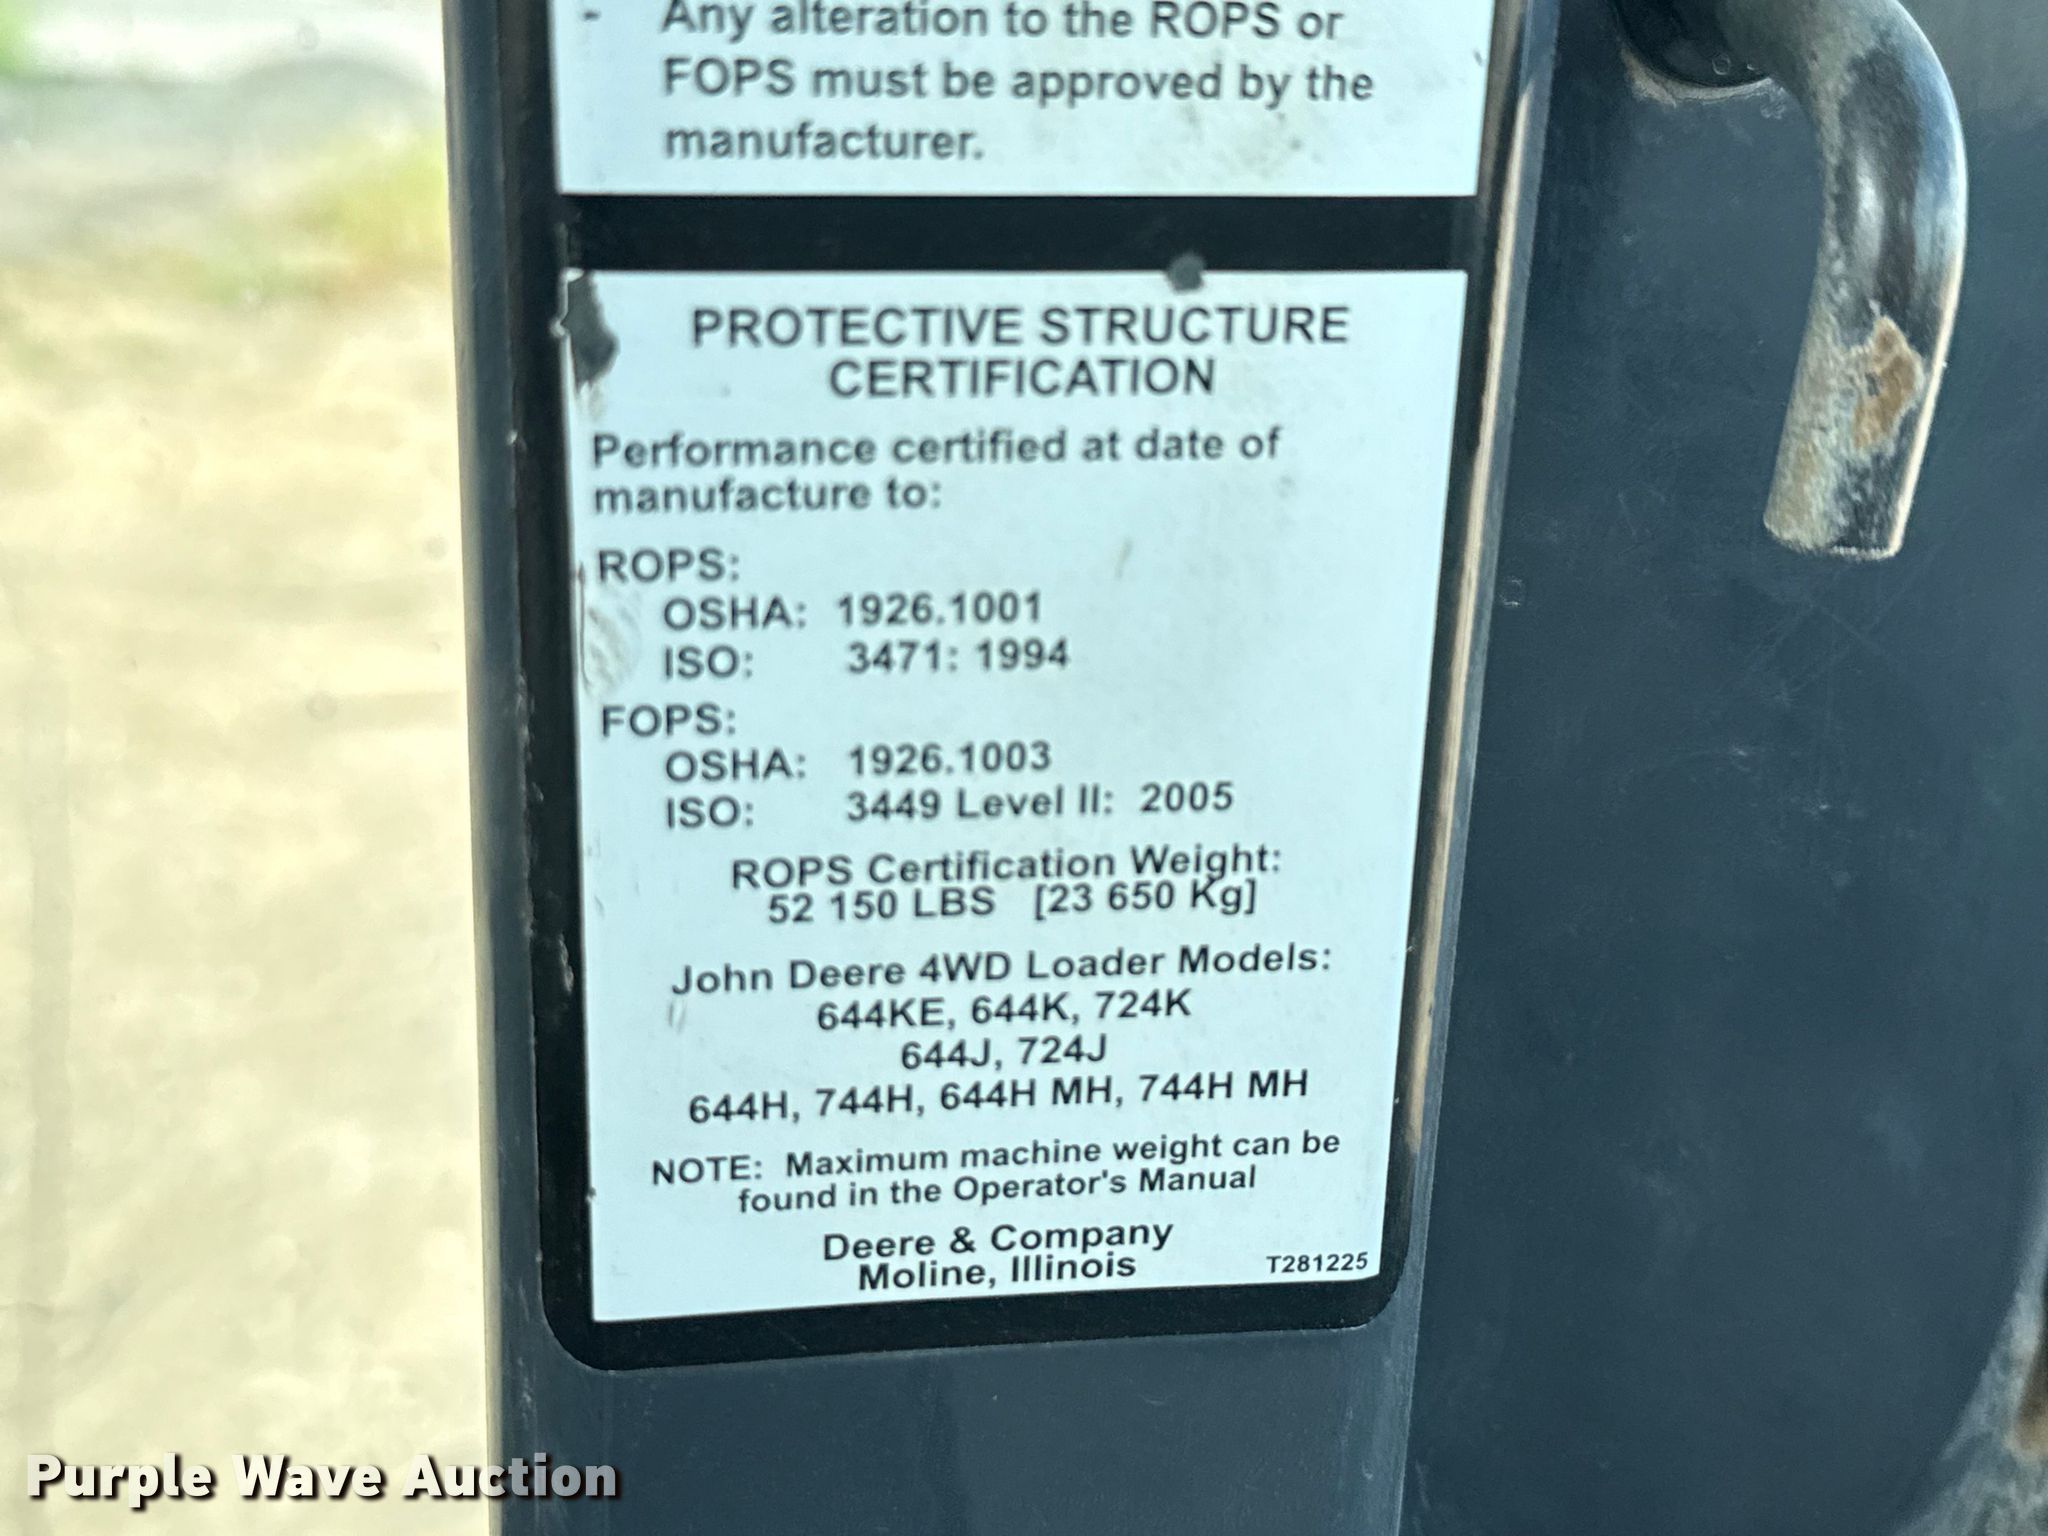 - Any alteration to the ROPS or
FOPS must be approved by the
manufacturer.
PROTECTIVE STRUCTURE
CERTIFICATION
Performance certified at date of
manufacture to:
ROPS:
OSHA: 1926.1001
ISO: 3471: 1994
FOPS:
OSHA: 1926.1003
ISO: 3449 Level II: 2005
ROPS Certification Weight:
52 150 LBS [23 650 Kg]
John Deere 4WD Loader Models:
644KE, 644K, 724K
644J, 724J
644H, 744H, 644H MH, 744H MH
NOTE: Maximum machine weight can be
found in the Operator's Manual
Deere & Company
Moline, Illinois
T281225
Purple Wave Auction